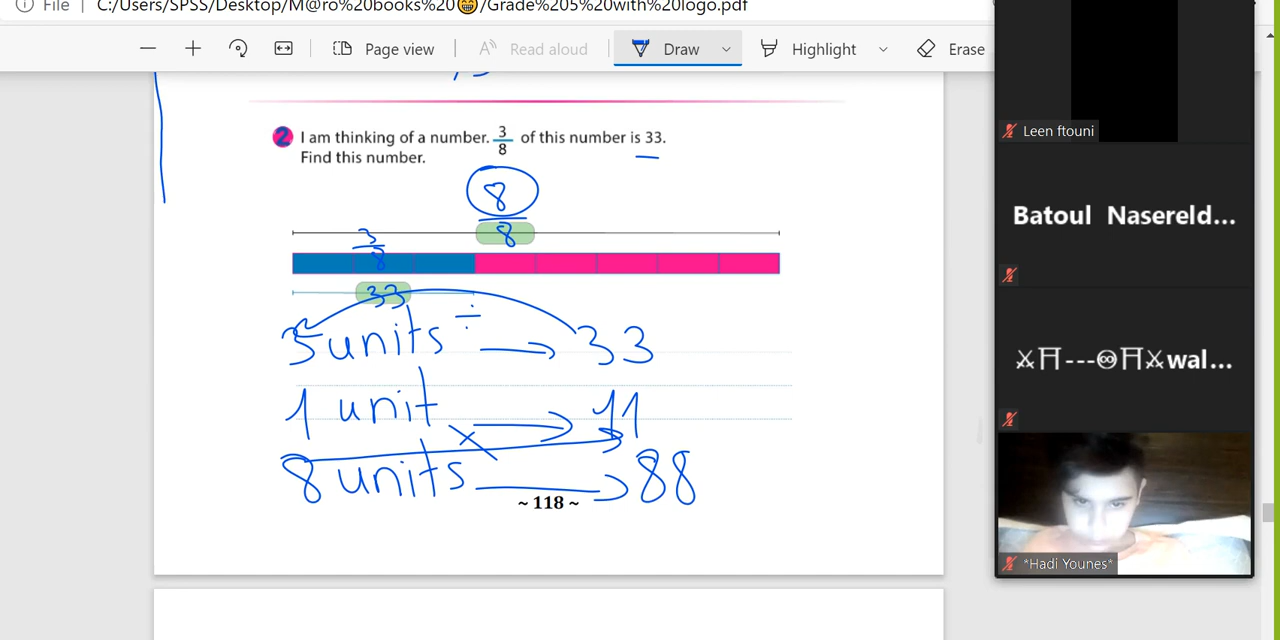 File C:/Users/SPSS/Desktop/M@ro%20books%20😁/Grade%205%20with%20logo.pdf
Page view Read aloud Draw Highlight Erase
2 I am thinking of a number. 3/8 of this number is 33.
Find this number.
8/8
3/8
33
3 units ÷ → 33
1 unit → 11
×
8 units → 88
~ 118 ~
Leen ftouni
Batoul Nasereld...
⚔⛩---♾⛩⚔wal...
*Hadi Younes*